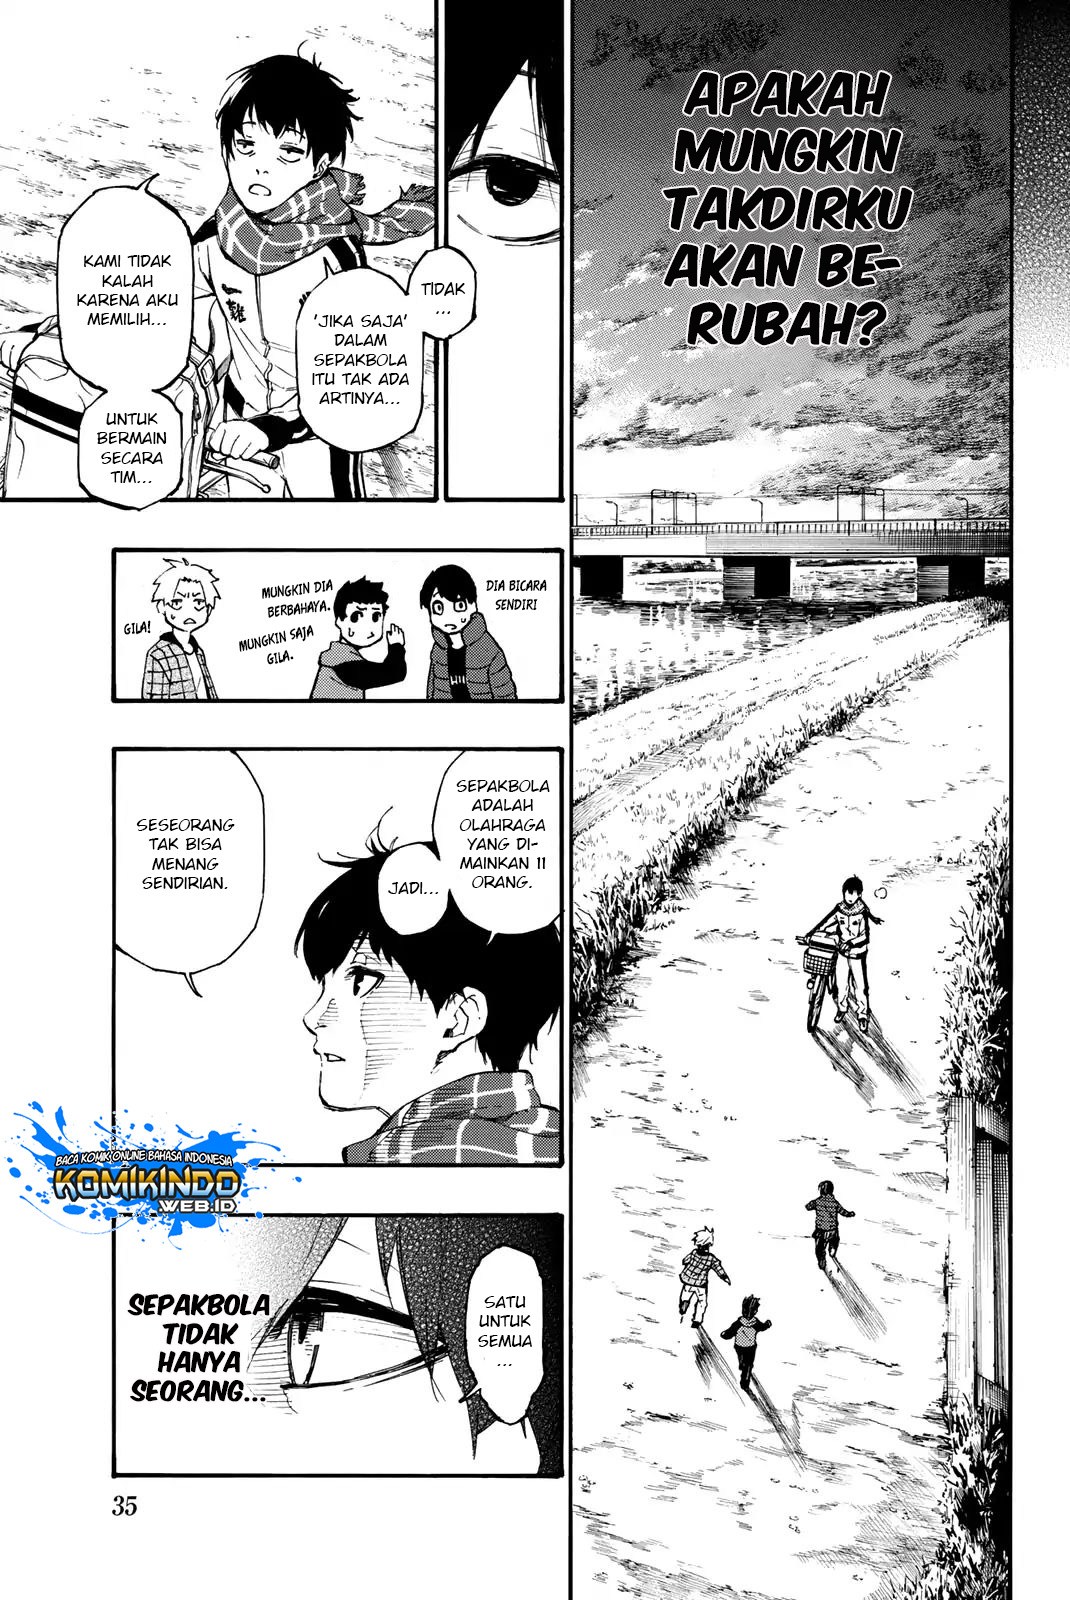 APAKAH
MUNGKIN
TAKDIRKU
AKAN BE-
RUBAH?
TIDAK
...
'JIKA SAJA'
DALAM
SEPAKBOLA
ITU TAK ADA
ARTINYA...
KAMI TIDAK
KALAH
KARENA AKU
MEMILIH...
UNTUK
BERMAIN
SECARA
TIM...
DIA BICARA
SENDIRI
MUNGKIN DIA
BERBAHAYA.
MUNGKIN SAJA
GILA.
GILA!
SEPAKBOLA
ADALAH
OLAHRAGA
YANG DI-
MAINKAN 11
ORANG.
JADI...
SESEORANG
TAK BISA
MENANG
SENDIRIAN.
BACA KOMIK ONLINE BAHASA INDONESIA
KOMIKINDO
WEB.ID
SATU
UNTUK
SEMUA
...
SEPAKBOLA
TIDAK
HANYA
SEORANG...
35